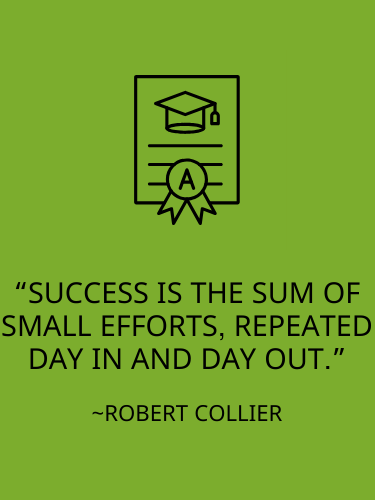 A
“SUCCESS IS THE SUM OF
SMALL EFFORTS, REPEATED
DAY IN AND DAY OUT.”
~ROBERT COLLIER